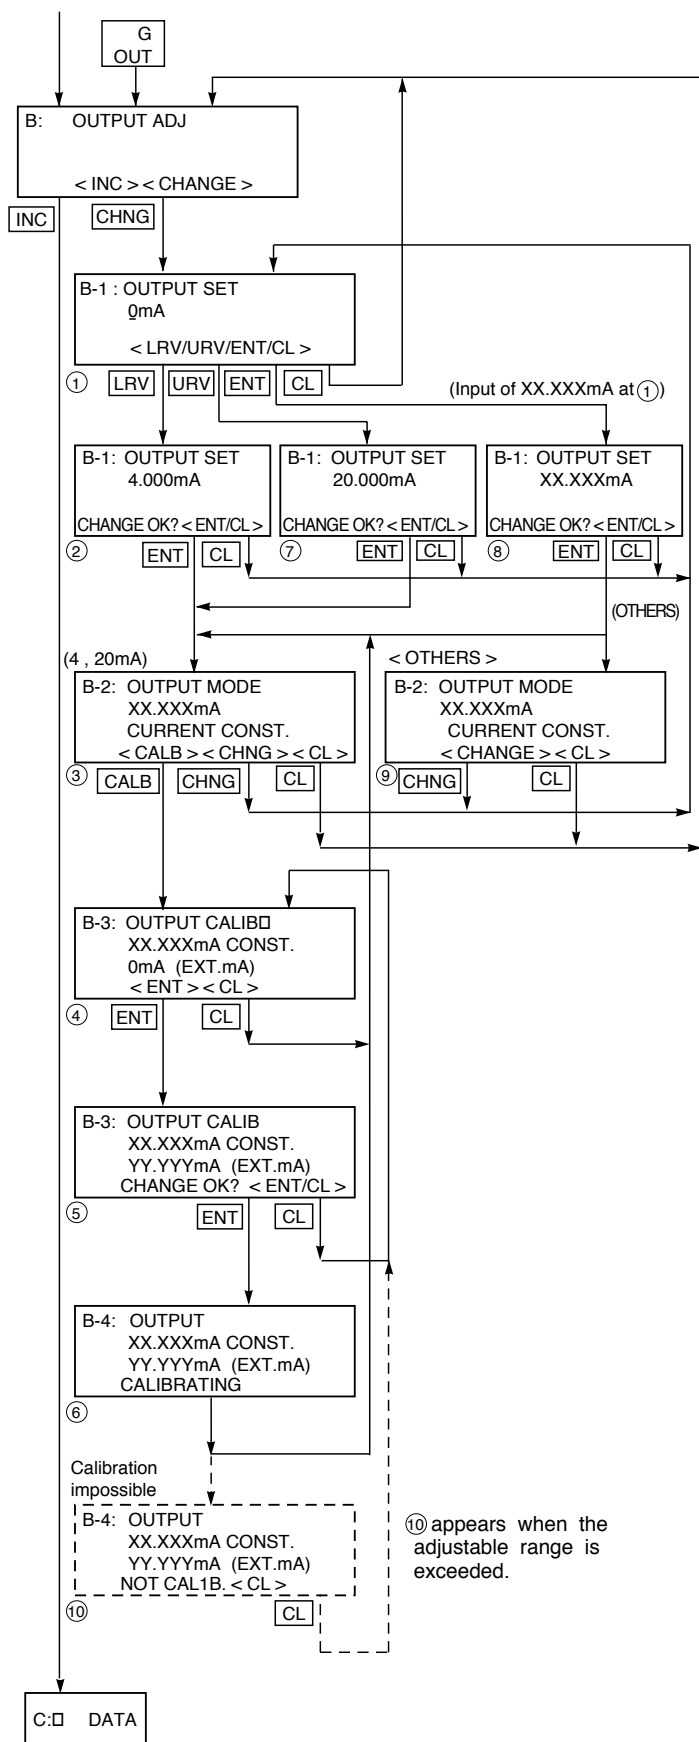 G
OUT
B: OUTPUT ADJ
< INC > < CHANGE >
INC
CHNG
B-1 : OUTPUT SET
0mA
< LRV/URV/ENT/CL >
① LRV URV ENT CL
(Input of XX.XXXmA at ①)
B-1: OUTPUT SET
4.000mA
CHANGE OK? < ENT/CL >
② ENT CL
B-1: OUTPUT SET
20.000mA
CHANGE OK? < ENT/CL >
⑦ ENT CL
B-1: OUTPUT SET
XX.XXXmA
CHANGE OK? < ENT/CL >
⑧ ENT CL
(OTHERS)
(4 , 20mA)
B-2: OUTPUT MODE
XX.XXXmA
CURRENT CONST.
< CALB > < CHNG > < CL >
③ CALB CHNG CL
< OTHERS >
B-2: OUTPUT MODE
XX.XXXmA
CURRENT CONST.
< CHANGE > < CL >
⑨ CHNG CL
B-3: OUTPUT CALIB□
XX.XXXmA CONST.
0mA (EXT.mA)
< ENT > < CL >
④ ENT CL
B-3: OUTPUT CALIB
XX.XXXmA CONST.
YY.YYYmA (EXT.mA)
CHANGE OK? < ENT/CL >
⑤ ENT CL
B-4: OUTPUT
XX.XXXmA CONST.
YY.YYYmA (EXT.mA)
CALIBRATING
⑥
Calibration
impossible
B-4: OUTPUT
XX.XXXmA CONST.
YY.YYYmA (EXT.mA)
NOT CAL1B. < CL >
⑩ CL
⑩ appears when the
adjustable range is
exceeded.
C:□ DATA